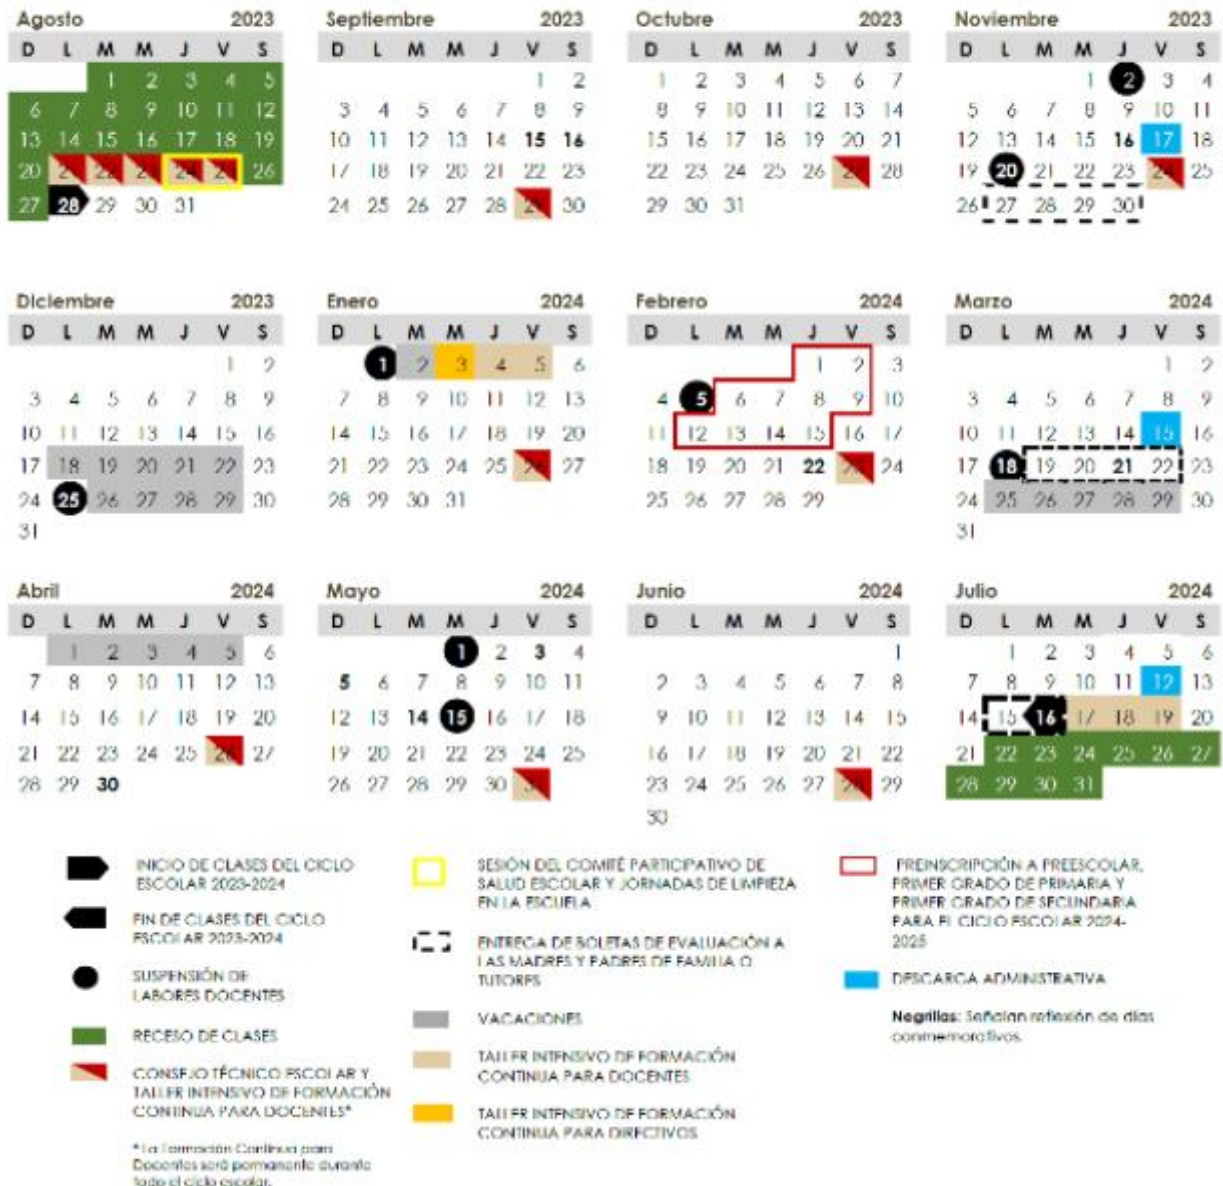 Agosto 2023
D L M M J V S
1 2 3 4 5
6 7 8 9 10 11 12
13 14 15 16 17 18 19
20 21 22 23 24 25 26
27 28 29 30 31
Septiembre 2023
D L M M J V S
1 2
3 4 5 6 7 8 9
10 11 12 13 14 15 16
17 18 19 20 21 22 23
24 25 26 27 28 29 30
Octubre 2023
D L M M J V S
1 2 3 4 5 6 7
8 9 10 11 12 13 14
15 16 17 18 19 20 21
22 23 24 25 26 27 28
29 30 31
Noviembre 2023
D L M M J V S
1 2 3 4
5 6 7 8 9 10 11
12 13 14 15 16 17 18
19 20 21 22 23 24 25
26 27 28 29 30
Diciembre 2023
D L M M J V S
1 2
3 4 5 6 7 8 9
10 11 12 13 14 15 16
17 18 19 20 21 22 23
24 25 26 27 28 29 30
31
Enero 2024
D L M M J V S
1 2 3 4 5 6
7 8 9 10 11 12 13
14 15 16 17 18 19 20
21 22 23 24 25 26 27
28 29 30 31
Febrero 2024
D L M M J V S
1 2 3
4 5 6 7 8 9 10
11 12 13 14 15 16 17
18 19 20 21 22 23 24
25 26 27 28 29
Marzo 2024
D L M M J V S
1 2
3 4 5 6 7 8 9
10 11 12 13 14 15 16
17 18 19 20 21 22 23
24 25 26 27 28 29 30
31
Abril 2024
D L M M J V S
1 2 3 4 5 6
7 8 9 10 11 12 13
14 15 16 17 18 19 20
21 22 23 24 25 26 27
28 29 30
Mayo 2024
D L M M J V S
1 2 3 4
5 6 7 8 9 10 11
12 13 14 15 16 17 18
19 20 21 22 23 24 25
26 27 28 29 30 31
Junio 2024
D L M M J V S
1
2 3 4 5 6 7 8
9 10 11 12 13 14 15
16 17 18 19 20 21 22
23 24 25 26 27 28 29
30
Julio 2024
D L M M J V S
1 2 3 4 5 6
7 8 9 10 11 12 13
14 15 16 17 18 19 20
21 22 23 24 25 26 27
28 29 30 31
INICIO DE CLASES DEL CICLO
ESCOLAR 2023-2024
FIN DE CLASES DEL CICLO
ESCOLAR 2023-2024
SUSPENSIÓN DE
LABORES DOCENTES
RECESO DE CLASES
CONSEJO TÉCNICO ESCOLAR Y
TALLER INTENSIVO DE FORMACIÓN
CONTINUA PARA DOCENTES*
*La Formación Continua para
Docentes será permanente durante
todo el ciclo escolar.
SESIÓN DEL COMITÉ PARTICIPATIVO DE
SALUD ESCOLAR Y JORNADAS DE LIMPIEZA
EN LA ESCUELA
ENTREGA DE BOLETAS DE EVALUACIÓN A
LAS MADRES Y PADRES DE FAMILIA O
TUTORES
VACACIONES
TALLER INTENSIVO DE FORMACIÓN
CONTINUA PARA DOCENTES
TALLER INTENSIVO DE FORMACIÓN
CONTINUA PARA DIRECTIVOS
PREINSCRIPCIÓN A PREESCOLAR,
PRIMER GRADO DE PRIMARIA Y
PRIMER GRADO DE SECUNDARIA
PARA EL CICLO ESCOLAR 2024-
2025
DESCARGA ADMINISTRATIVA
Negrillas: Señalan reflexión de días
conmemorativos.